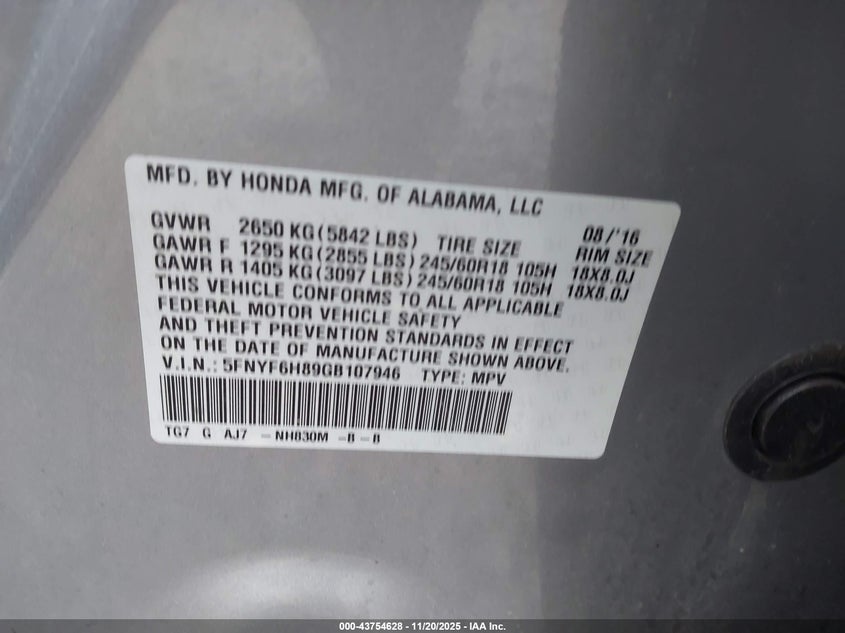 MFD. BY HONDA MFG. OF ALABAMA, LLC
GVWR 2650 KG(5842 LBS) TIRE SIZE 08/'16 RIM SIZE
GAWR F 1295 KG(2855 LBS)245/60R18 105H 18X8.0J
GAWR R 1405 KG(3097 LBS)245/60R18 105H 18X8.0J
THIS VEHICLE CONFORMS TO ALL APPLICABLE
FEDERAL MOTOR VEHICLE SAFETY
AND THEFT PREVENTION STANDARDS IN EFFECT
ON THE DATE OF MANUFACTURE SHOWN ABOVE.
V.I.N.: 5FNYF6H89GB107946 TYPE: MPV
TG7 G AJ7 -NH830M -B-B
000-43754628 - 11/20/2025 - IAA Inc.